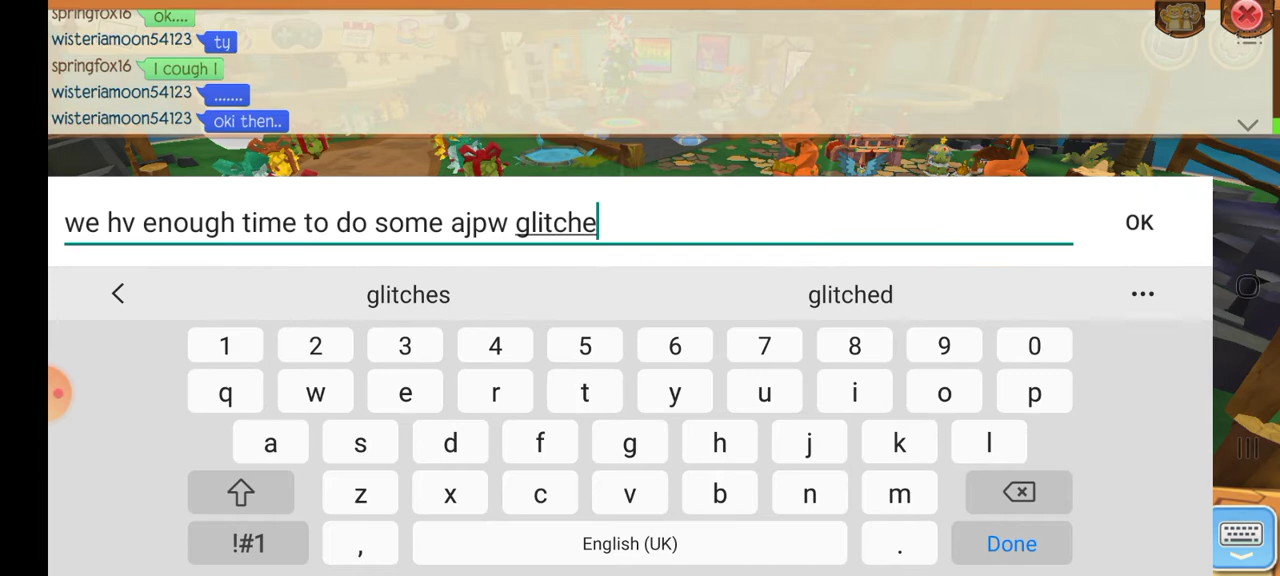 springfox16 ok....
wisteriamoon54123 ty
springfox16 I cough I
wisteriamoon54123 .......
wisteriamoon54123 oki then..
we hv enough time to do some ajpw glitche OK
glitches glitched ...
1 2 3 4 5 6 7 8 9 0
q w e r t y u i o p
a s d f g h j k l
z x c v b n m
!#1 , English (UK) . Done